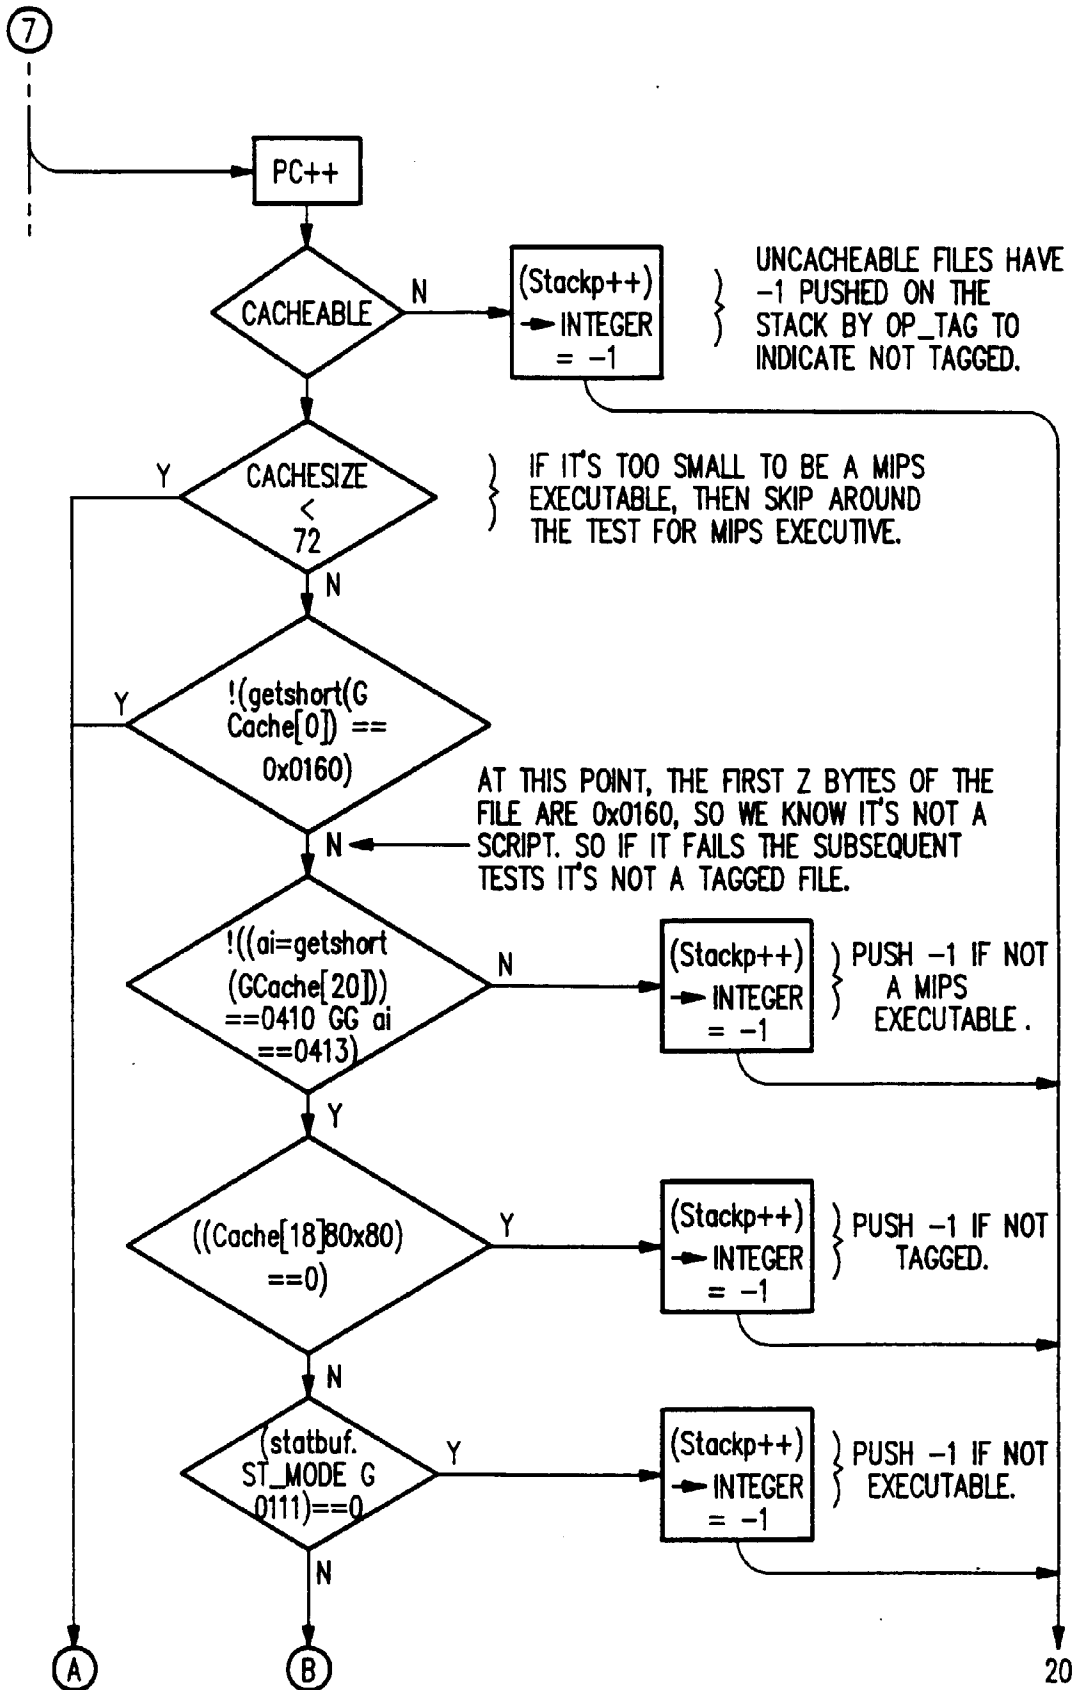 7
PC++
CACHEABLE
N
(Stackp++)
→ INTEGER
= -1
} UNCACHEABLE FILES HAVE
-1 PUSHED ON THE
STACK BY OP_TAG TO
INDICATE NOT TAGGED.
Y
CACHESIZE
<
72
N
} IF IT'S TOO SMALL TO BE A MIPS
EXECUTABLE, THEN SKIP AROUND
THE TEST FOR MIPS EXECUTIVE.
Y
!(getshort(G
Cache[0]) ==
0x0160)
N
AT THIS POINT, THE FIRST Z BYTES OF THE
FILE ARE 0x0160, SO WE KNOW IT'S NOT A
SCRIPT. SO IF IT FAILS THE SUBSEQUENT
TESTS IT'S NOT A TAGGED FILE.
!((ai=getshort
(GCache[20]))
==0410 GG ai
==0413)
N
Y
(Stackp++)
→ INTEGER
= -1
} PUSH -1 IF NOT
A MIPS
EXECUTABLE.
((Cache[18]80x80)
==0)
Y
N
(Stackp++)
→ INTEGER
= -1
} PUSH -1 IF NOT
TAGGED.
(statbuf.
ST_MODE G
0111)==0
Y
N
(Stackp++)
→ INTEGER
= -1
} PUSH -1 IF NOT
EXECUTABLE.
A
B
20